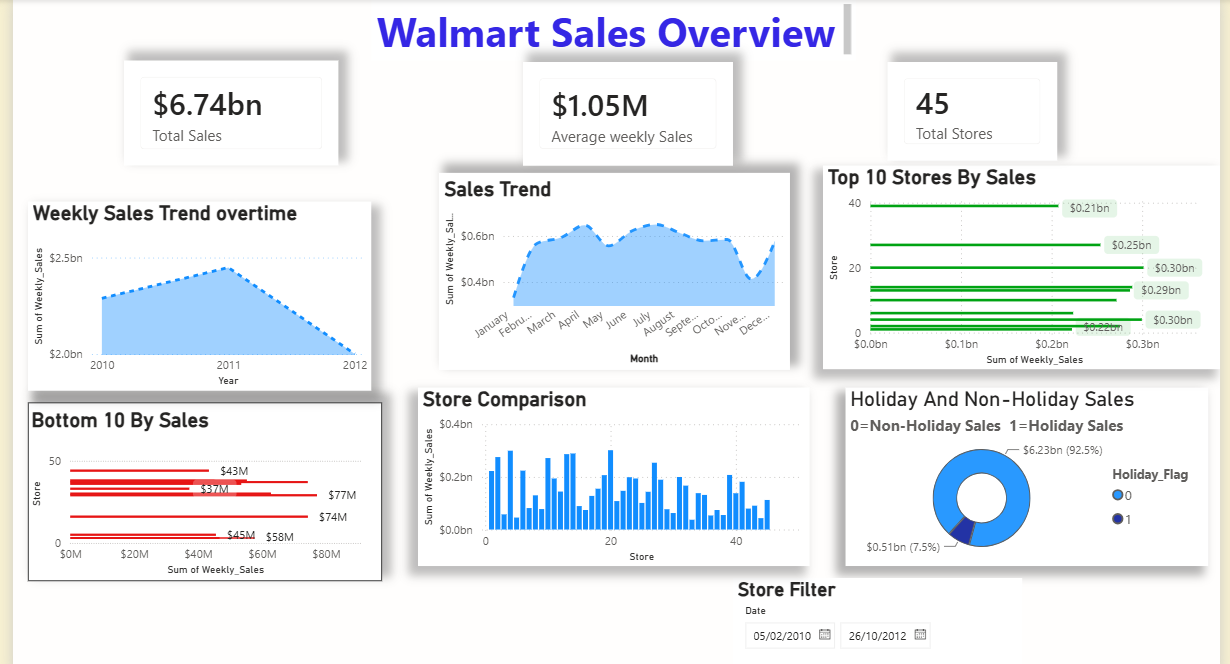 Walmart Sales Overview
$6.74bn
Total Sales
$1.05M
Average weekly Sales
45
Total Stores
Weekly Sales Trend overtime
Sum of Weekly_Sales
$2.5bn
$2.0bn
2010 2011 2012
Year
Sales Trend
Sum of Weekly_Sal...
$0.6bn
$0.4bn
January Febru... March April May June July August Septe... Octo... Nove... Dece...
Month
Top 10 Stores By Sales
Store
40
20
0
$0.21bn
$0.25bn
$0.30bn
$0.29bn
$0.30bn
$0.22bn
$0.0bn $0.1bn $0.2bn $0.3bn
Sum of Weekly_Sales
Bottom 10 By Sales
Store
50
0
$43M
$37M
$77M
$74M
$45M $58M
$0M $20M $40M $60M $80M
Sum of Weekly_Sales
Store Comparison
Sum of Weekly_Sales
$0.4bn
$0.2bn
$0.0bn
0 20 40
Store
Holiday And Non-Holiday Sales
0=Non-Holiday Sales 1=Holiday Sales
$6.23bn (92.5%)
$0.51bn (7.5%)
Holiday_Flag
0
1
Store Filter
Date
05/02/2010 26/10/2012